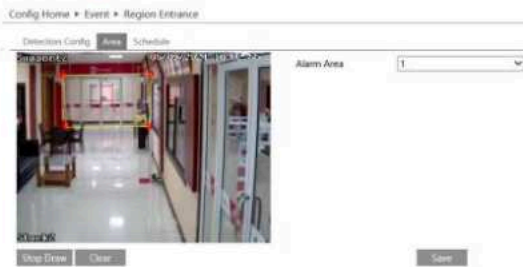 Config Home ▸ Event ▸ Region Entrance
Detection Config Area Schedule
Alarm Area 1
Stop Draw Clear Save